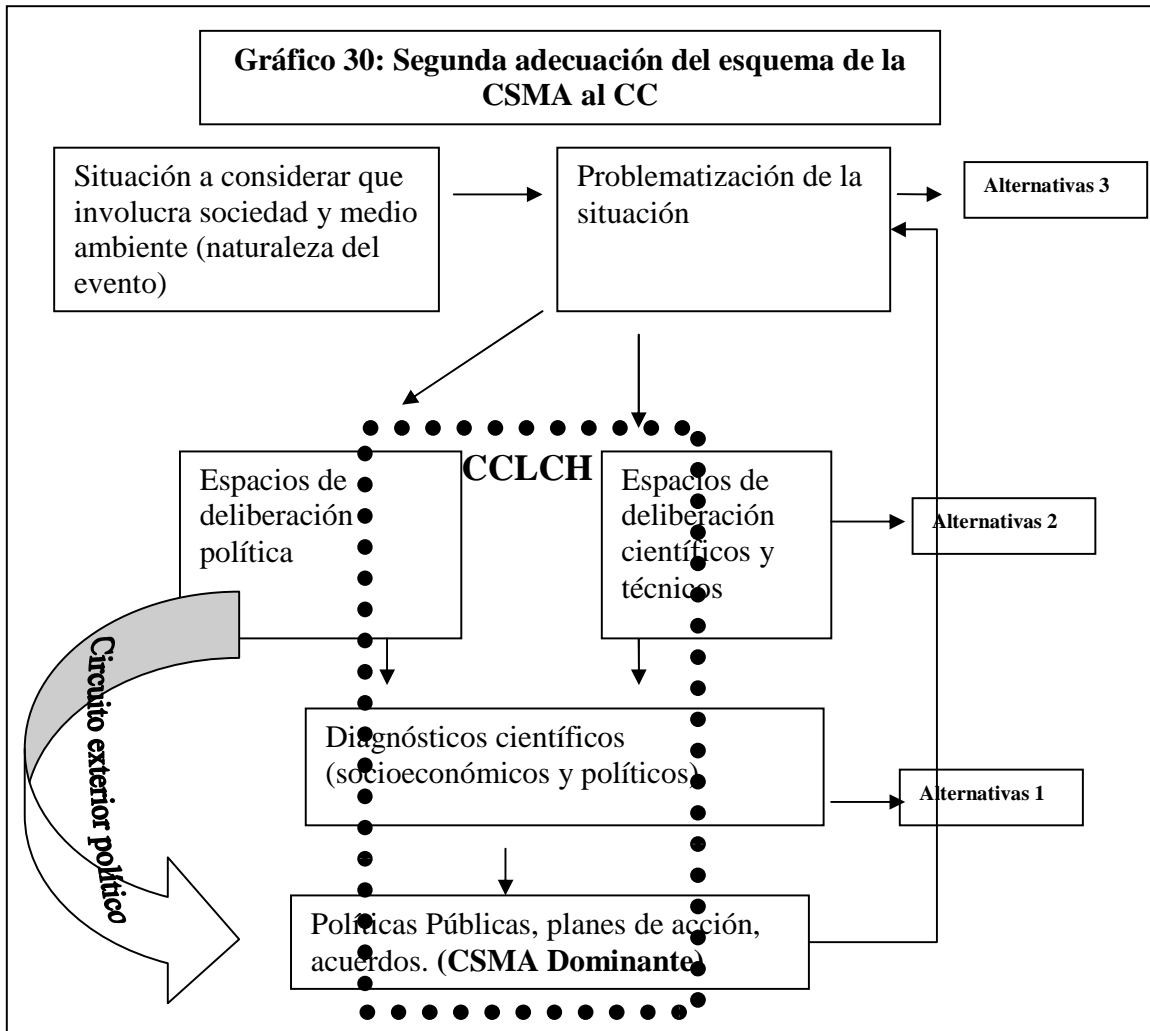 Gráfico 30: Segunda adecuación del esquema de la
CSMA al CC
Situación a considerar que
involucra sociedad y medio
ambiente (naturaleza del
evento)
Problematización de la
situación
Alternativas 3
CCLCH
Espacios de
deliberación
política
Espacios de
deliberación
científicos y
técnicos
Alternativas 2
Circuito exterior político
Diagnósticos científicos
(socioeconómicos y políticos)
Alternativas 1
Políticas Públicas, planes de acción,
acuerdos. (CSMA Dominante)